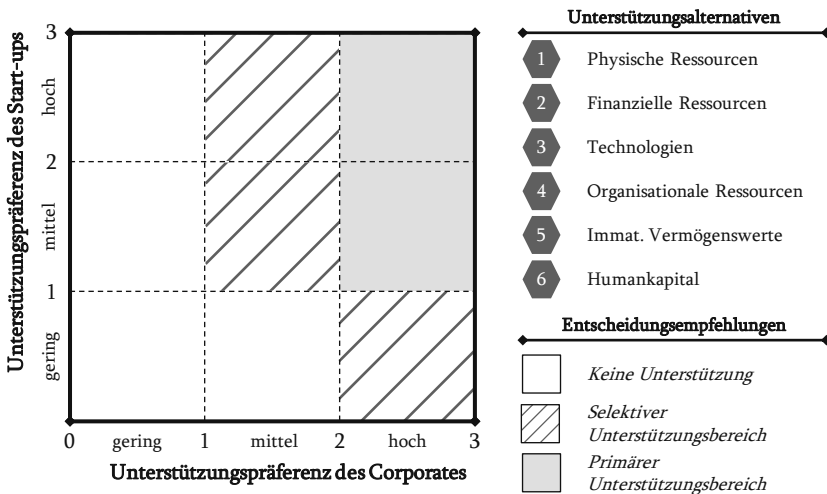 Unterstützungspräferenz des Start-ups
3
hoch
2
mittel
1
gering
0
gering
1
mittel
2
hoch
3
Unterstützungspräferenz des Corporates
Unterstützungsalternativen
1 Physische Ressourcen
2 Finanzielle Ressourcen
3 Technologien
4 Organisationale Ressourcen
5 Immat. Vermögenswerte
6 Humankapital
Entscheidungsempfehlungen
Keine Unterstützung
Selektiver
Unterstützungsbereich
Primärer
Unterstützungsbereich